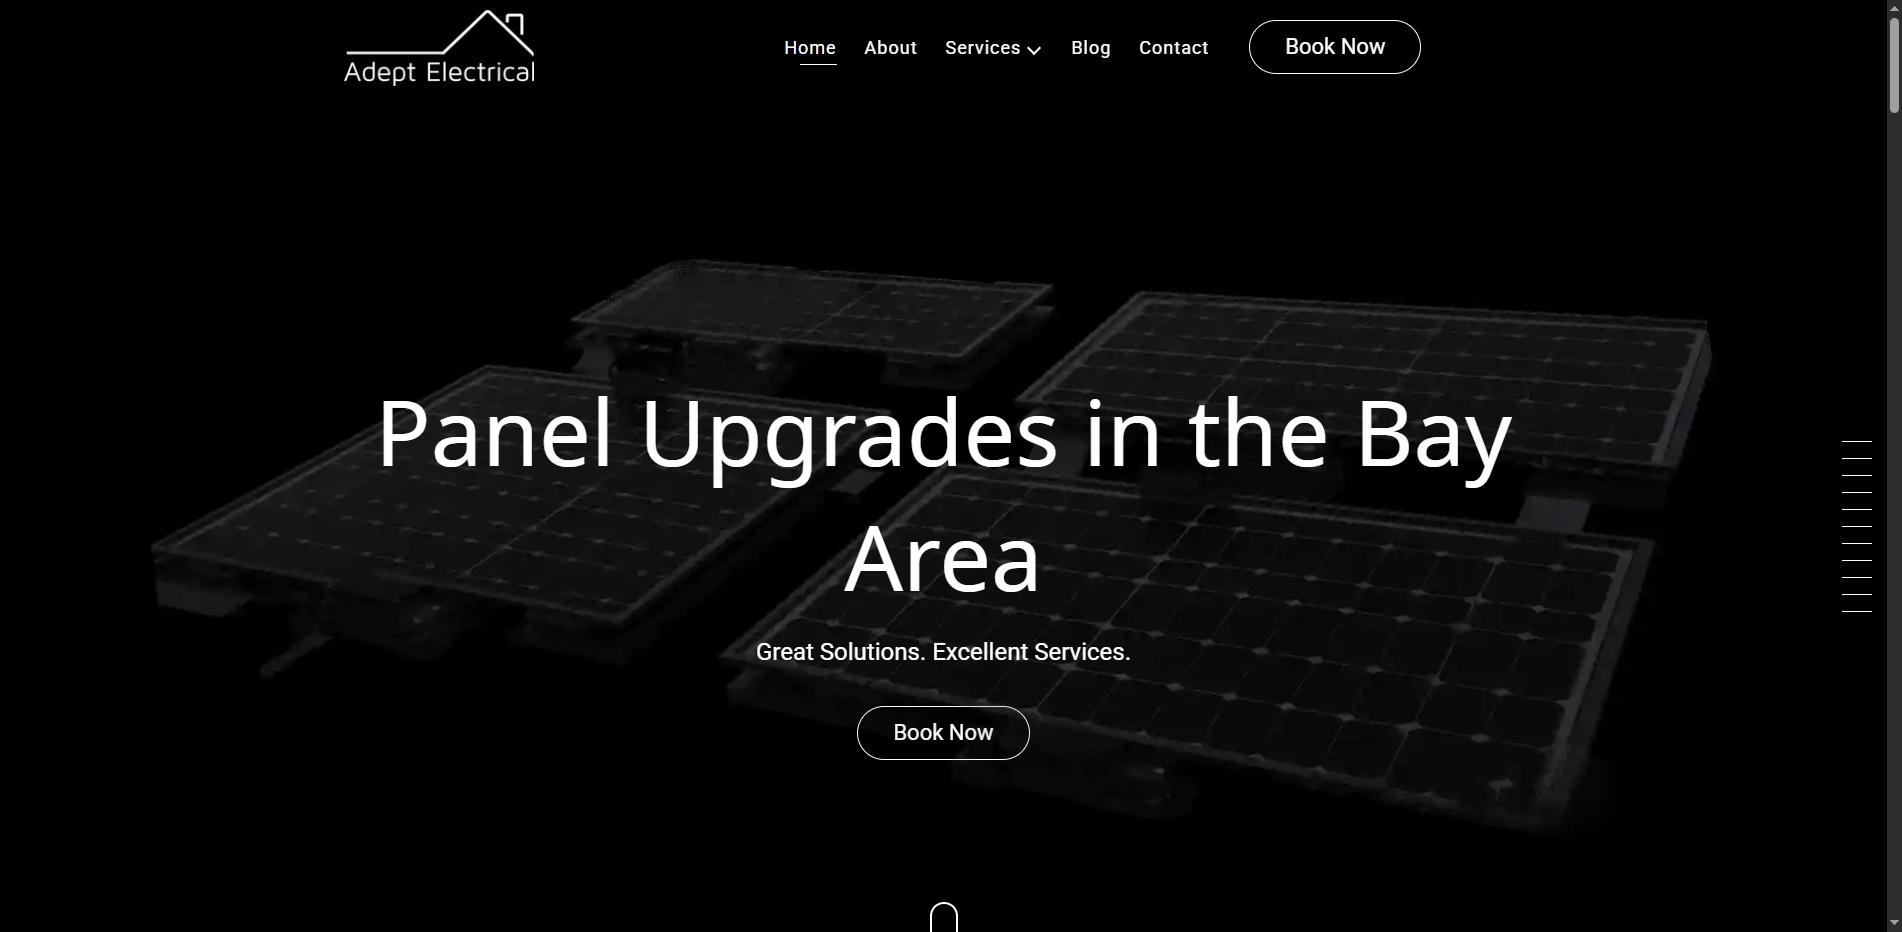 Adept Electrical
Home About Services Blog Contact Book Now
Panel Upgrades in the Bay
Area
Great Solutions. Excellent Services.
Book Now